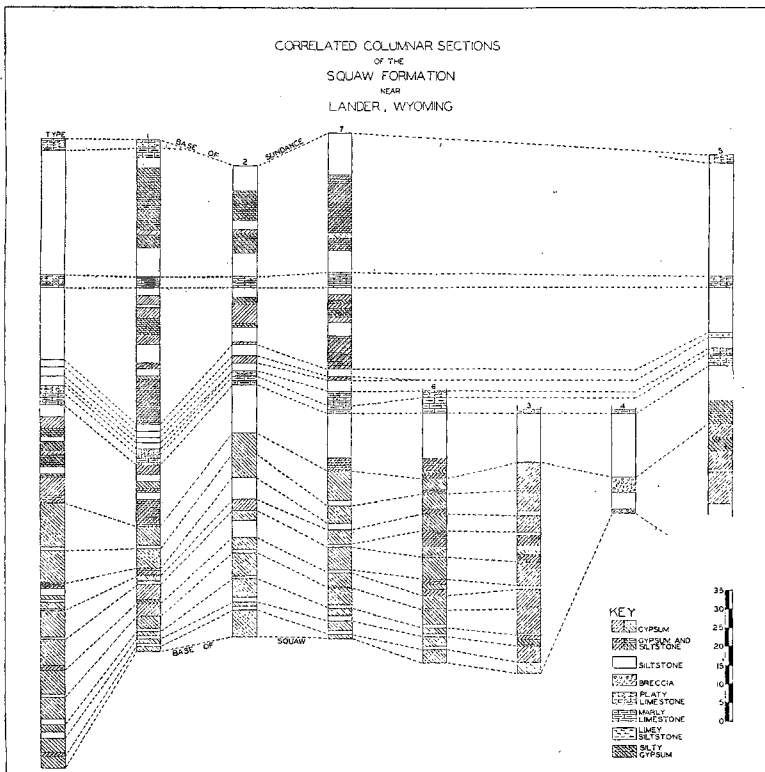 CORRELATED COLUMNAR SECTIONS
OF THE
SQUAW FORMATION
NEAR
LANDER, WYOMING
TYPE
1
BASE OF
2
SUNDANCE
7
5
6
3
4
BASE OF
SQUAW
KEY
GYPSUM
GYPSUM AND
SILTSTONE
SILTSTONE
BRECCIA
PLATY
LIMESTONE
MARLY
LIMESTONE
LIMEY
SILTSTONE
SILTY
GYPSUM
35
30
25
20
15
10
5
0